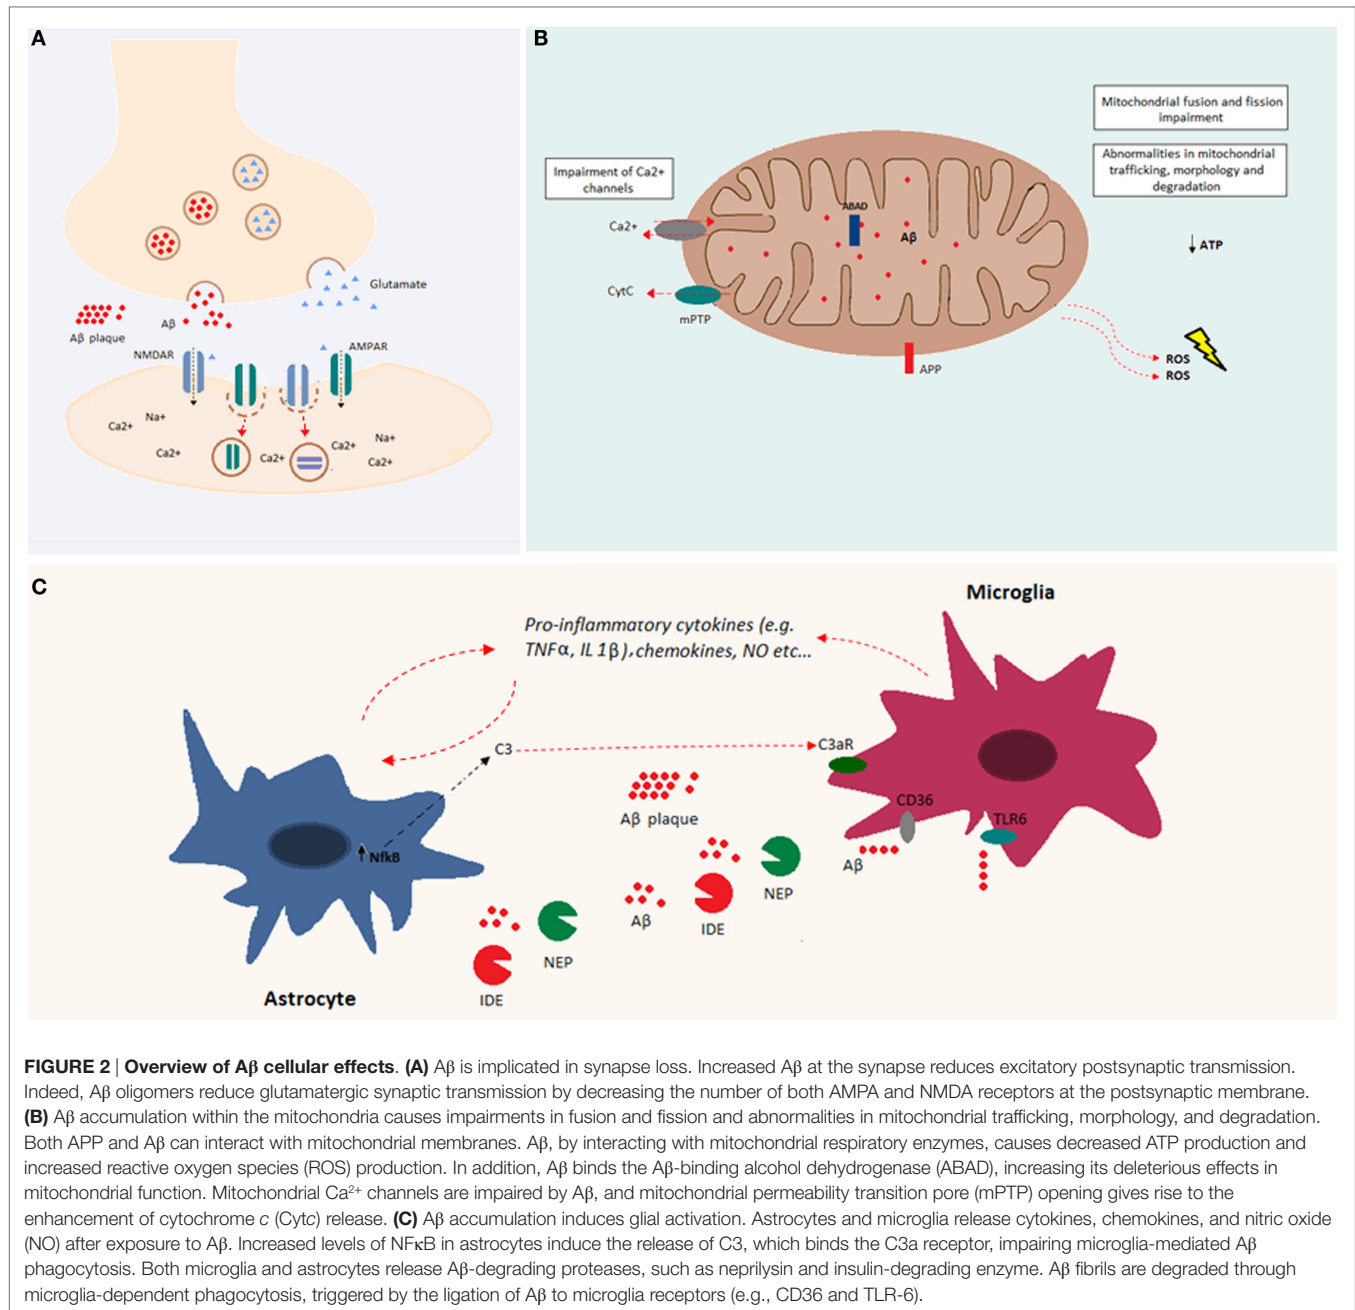 A
Glutamate
Aβ plaque
Aβ
NMDAR
AMPAR
Ca2+
Na+
Ca2+
Ca2+
Ca2+
Na+
Ca2+
B
Mitochondrial fusion and fission
impairment
Abnormalities in mitochondrial
trafficking, morphology and
degradation
Impairment of Ca2+
channels
Ca2+
ABAD
Aβ
CytC
mPTP
APP
↓ ATP
ROS
ROS
C
Microglia
Pro-inflammatory cytokines (e.g.
TNFα, IL 1β), chemokines, NO etc...
C3
C3aR
CD36
TLR6
Aβ plaque
Aβ
NfkB
NEP
IDE
Aβ
NEP
IDE
Astrocyte
FIGURE 2 | Overview of Aβ cellular effects. (A) Aβ is implicated in synapse loss. Increased Aβ at the synapse reduces excitatory postsynaptic transmission.
Indeed, Aβ oligomers reduce glutamatergic synaptic transmission by decreasing the number of both AMPA and NMDA receptors at the postsynaptic membrane.
(B) Aβ accumulation within the mitochondria causes impairments in fusion and fission and abnormalities in mitochondrial trafficking, morphology, and degradation.
Both APP and Aβ can interact with mitochondrial membranes. Aβ, by interacting with mitochondrial respiratory enzymes, causes decreased ATP production and
increased reactive oxygen species (ROS) production. In addition, Aβ binds the Aβ-binding alcohol dehydrogenase (ABAD), increasing its deleterious effects in
mitochondrial function. Mitochondrial Ca²⁺ channels are impaired by Aβ, and mitochondrial permeability transition pore (mPTP) opening gives rise to the
enhancement of cytochrome c (Cytc) release. (C) Aβ accumulation induces glial activation. Astrocytes and microglia release cytokines, chemokines, and nitric oxide
(NO) after exposure to Aβ. Increased levels of NFκB in astrocytes induce the release of C3, which binds the C3a receptor, impairing microglia-mediated Aβ
phagocytosis. Both microglia and astrocytes release Aβ-degrading proteases, such as neprilysin and insulin-degrading enzyme. Aβ fibrils are degraded through
microglia-dependent phagocytosis, triggered by the ligation of Aβ to microglia receptors (e.g., CD36 and TLR-6).